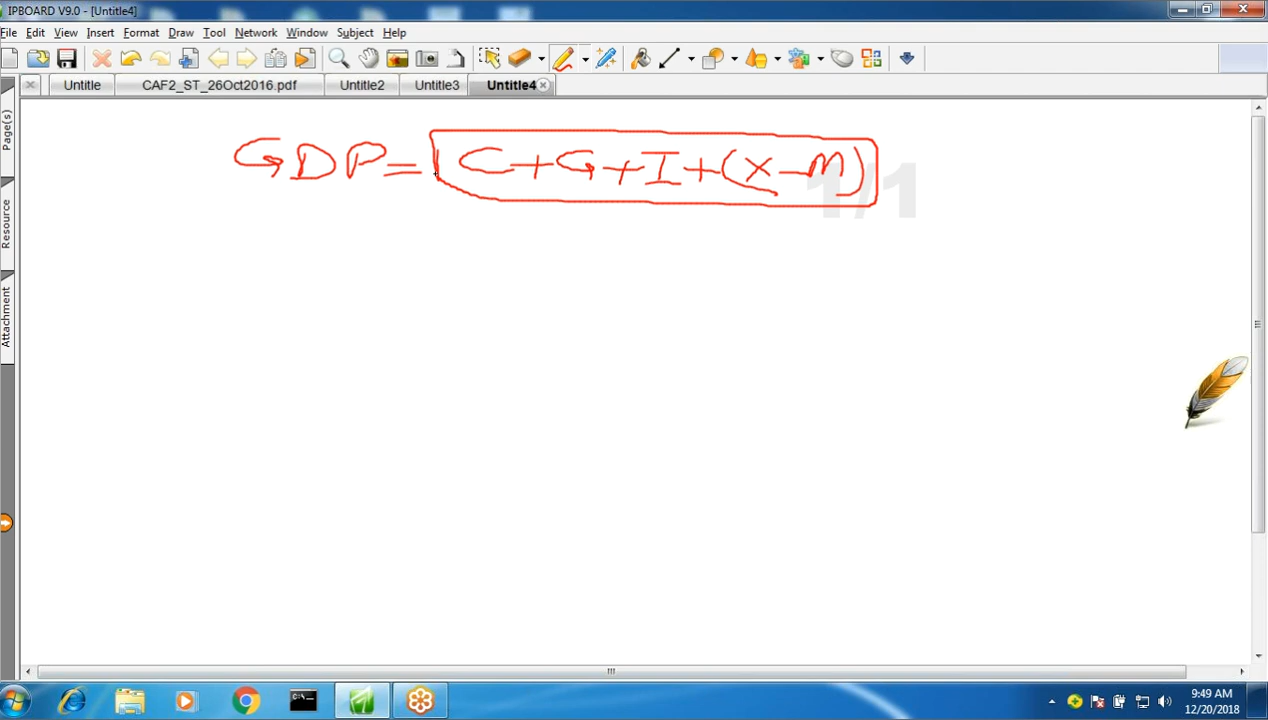 IPBOARD V9.0 - [Untitle4]
File Edit View Insert Format Draw Tool Network Window Subject Help
Untitle CAF2_ST_26Oct2016.pdf Untitle2 Untitle3 Untitle4
Page(s)
Resource
Attachment
GDP = C+G+I+(X-M)
1/1
9:49 AM
12/20/2018